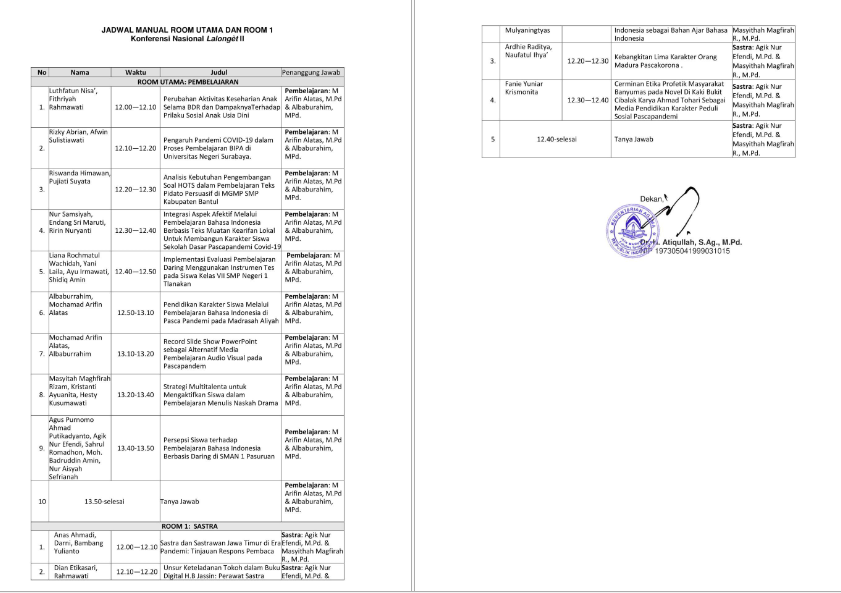 JADWAL MANUAL ROOM UTAMA DAN ROOM 1
Konferensi Nasional Lalongèt II
No Nama Waktu Judul Penanggung Jawab
ROOM UTAMA: PEMBELAJARAN
1. Luthfatun Nisa', Fithriyah Rahmawati 12.00—12.10 Perubahan Aktivitas Keseharian Anak Selama BDR dan DampaknyaTerhadap Prilaku Sosial Anak Usia Dini Pembelajaran: M Arifin Alatas, M.Pd & Albaburahim, MPd.
2. Rizky Abrian, Afwin Sulistiawati 12.10—12.20 Pengaruh Pandemi COVID-19 dalam Proses Pembelajaran BIPA di Universitas Negeri Surabaya. Pembelajaran: M Arifin Alatas, M.Pd & Albaburahim, MPd.
3. Riswanda Himawan, Pujiati Suyata 12.20—12.30 Analisis Kebutuhan Pengembangan Soal HOTS dalam Pembelajaran Teks Pidato Persuasif di MGMP SMP Kabupaten Bantul Pembelajaran: M Arifin Alatas, M.Pd & Albaburahim, MPd.
4. Nur Samsiyah, Endang Sri Maruti, Ririn Nuryanti 12.30—12.40 Integrasi Aspek Afektif Melalui Pembelajaran Bahasa Indonesia Berbasis Teks Muatan Kearifan Lokal Untuk Membangun Karakter Siswa Sekolah Dasar Pascapandemi Covid-19 Pembelajaran: M Arifin Alatas, M.Pd & Albaburahim, MPd.
5. Liana Rochmatul Wachidah, Yani Laila, Ayu Irmawati, Shidiq Amin 12.40—12.50 Implementasi Evaluasi Pembelajaran Daring Menggunakan Instrumen Tes pada Siswa Kelas VII SMP Negeri 1 Tlanakan Pembelajaran: M Arifin Alatas, M.Pd & Albaburahim, MPd.
6. Albaburrahim, Mochamad Arifin Alatas 12.50-13.10 Pendidikan Karakter Siswa Melalui Pembelajaran Bahasa Indonesia di Pasca Pandemi pada Madrasah Aliyah Pembelajaran: M Arifin Alatas, M.Pd & Albaburahim, MPd.
7. Mochamad Arifin Alatas, Albaburrahim 13.10-13.20 Record Slide Show PowerPoint sebagai Alternatif Media Pembelajaran Audio Visual pada Pascapandem Pembelajaran: M Arifin Alatas, M.Pd & Albaburahim, MPd.
8. Masyitah Maghfirah Rizam, Kristanti Ayuanita, Hesty Kusumawati 13.20-13.40 Strategi Multitalenta untuk Mengaktifkan Siswa dalam Pembelajaran Menulis Naskah Drama Pembelajaran: M Arifin Alatas, M.Pd & Albaburahim, MPd.
9. Agus Purnomo Ahmad Putikadyanto, Agik Nur Efendi, Sahrul Romadhon, Moh. Badruddin Amin, Nur Aisyah Sefrianah 13.40-13.50 Persepsi Siswa terhadap Pembelajaran Bahasa Indonesia Berbasis Daring di SMAN 1 Pasuruan Pembelajaran: M Arifin Alatas, M.Pd & Albaburahim, MPd.
10 13.50-selesai Tanya Jawab Pembelajaran: M Arifin Alatas, M.Pd & Albaburahim, MPd.
ROOM 1: SASTRA
1. Anas Ahmadi, Darni, Bambang Yulianto 12.00—12.10 Sastra dan Sastrawan Jawa Timur di Era Pandemi: Tinjauan Respons Pembaca Sastra: Agik Nur Efendi, M.Pd. & Masyithah Magfirah R., M.Pd.
2. Dian Etikasari, Rahmawati 12.10—12.20 Unsur Keteladanan Tokoh dalam Buku Digital H.B Jassin: Perawat Sastra Sastra: Agik Nur Efendi, M.Pd. &
Mulyaningtyas Indonesia sebagai Bahan Ajar Bahasa Indonesia Masyithah Magfirah R., M.Pd.
3. Ardhie Raditya, Naufatul Ihya' 12.20—12.30 Kebangkitan Lima Karakter Orang Madura Pascakorona . Sastra: Agik Nur Efendi, M.Pd. & Masyithah Magfirah R., M.Pd.
4. Fanie Yuniar Krismonita 12.30—12.40 Cerminan Etika Profetik Masyarakat Banyumas pada Novel Di Kaki Bukit Cibalak Karya Ahmad Tohari Sebagai Media Pendidikan Karakter Peduli Sosial Pascapandemi Sastra: Agik Nur Efendi, M.Pd. & Masyithah Magfirah R., M.Pd.
5 12.40-selesai Tanya Jawab Sastra: Agik Nur Efendi, M.Pd. & Masyithah Magfirah R., M.Pd.
Dekan,
Atiqullah, S.Ag., M.Pd.
NIP 197305041999031015